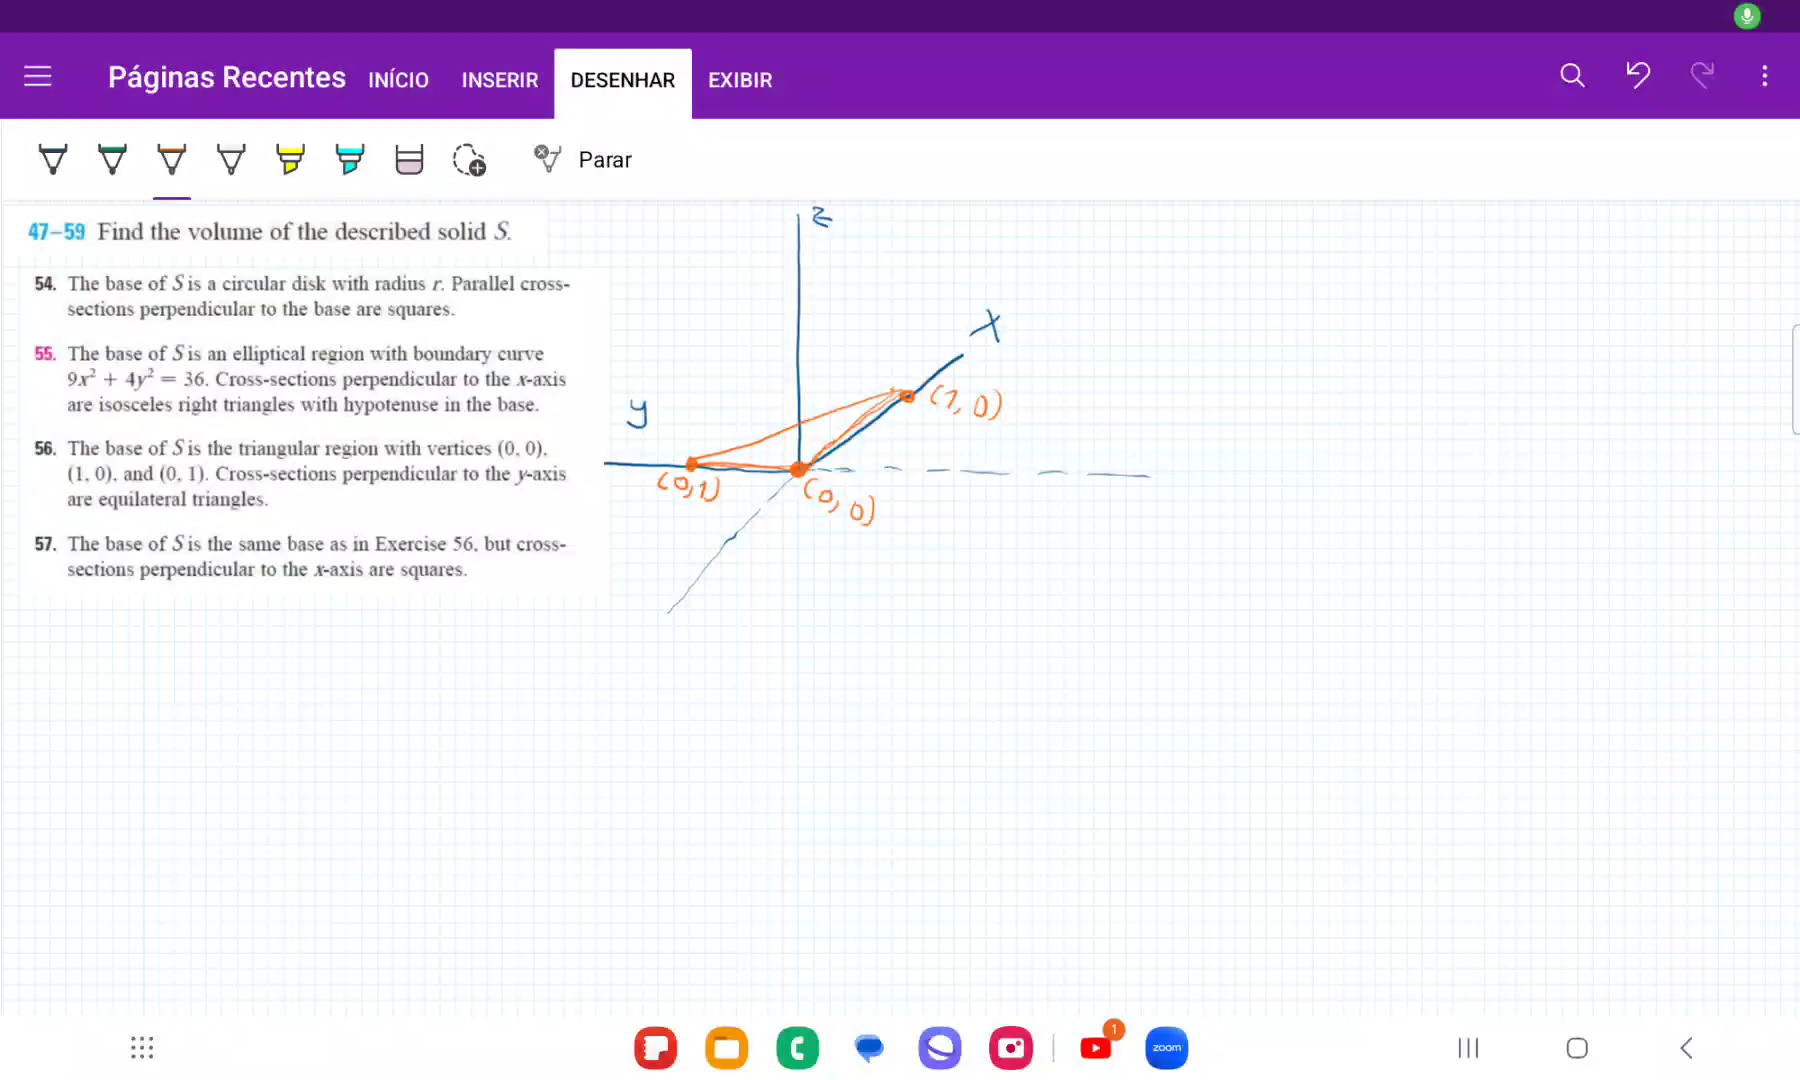 Páginas Recentes INÍCIO INSERIR DESENHAR EXIBIR
Parar
47–59 Find the volume of the described solid S.
54. The base of S is a circular disk with radius r. Parallel cross-
sections perpendicular to the base are squares.
55. The base of S is an elliptical region with boundary curve
9x² + 4y² = 36. Cross-sections perpendicular to the x-axis
are isosceles right triangles with hypotenuse in the base.
56. The base of S is the triangular region with vertices (0, 0),
(1, 0), and (0, 1). Cross-sections perpendicular to the y-axis
are equilateral triangles.
57. The base of S is the same base as in Exercise 56, but cross-
sections perpendicular to the x-axis are squares.
z
x
y
(1,0)
(0,1)
(0,0)
1
zoom